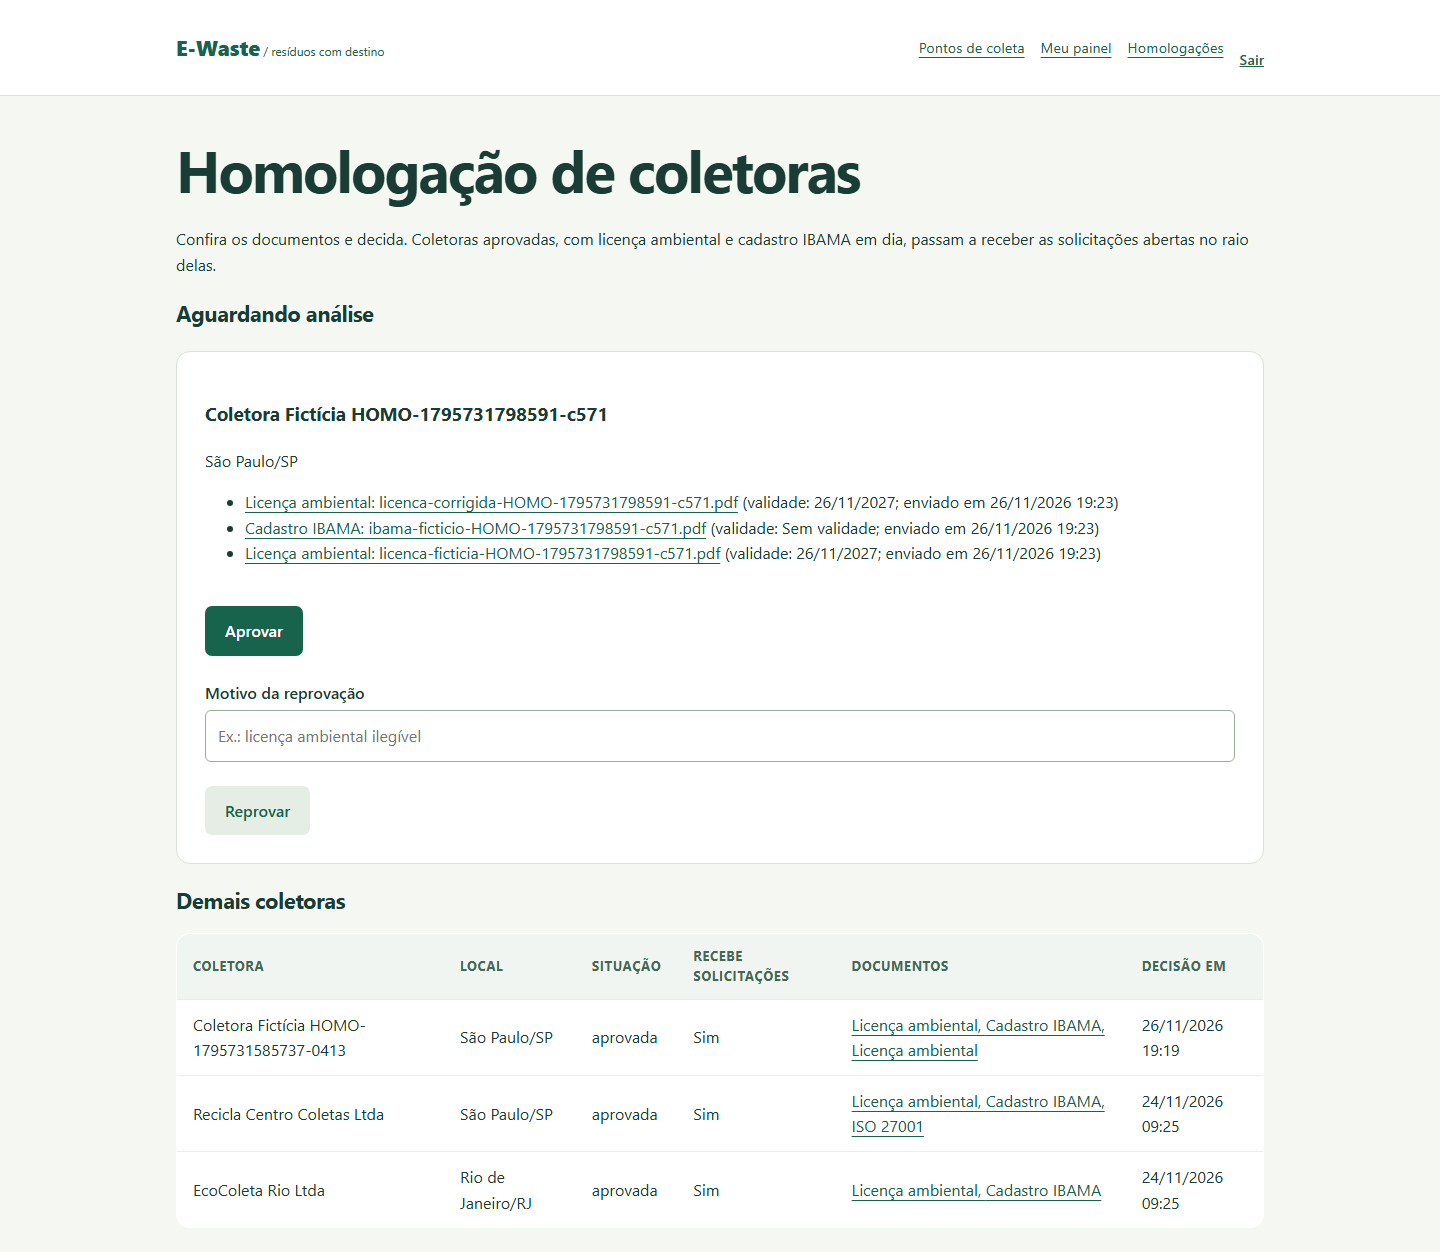 E-Waste / resíduos com destino
Pontos de coleta Meu painel Homologações Sair
Homologação de coletoras
Confira os documentos e decida. Coletoras aprovadas, com licença ambiental e cadastro IBAMA em dia, passam a receber as solicitações abertas no raio
delas.
Aguardando análise
Coletora Fictícia HOMO-1795731798591-c571
São Paulo/SP
Licença ambiental: licenca-corrigida-HOMO-1795731798591-c571.pdf (validade: 26/11/2027; enviado em 26/11/2026 19:23)
Cadastro IBAMA: ibama-ficticio-HOMO-1795731798591-c571.pdf (validade: Sem validade; enviado em 26/11/2026 19:23)
Licença ambiental: licenca-ficticia-HOMO-1795731798591-c571.pdf (validade: 26/11/2027; enviado em 26/11/2026 19:23)
Aprovar
Motivo da reprovação
Ex.: licença ambiental ilegível
Reprovar
Demais coletoras
COLETORA LOCAL SITUAÇÃO RECEBE SOLICITAÇÕES DOCUMENTOS DECISÃO EM
Coletora Fictícia HOMO-
1795731585737-0413
São Paulo/SP
aprovada
Sim
Licença ambiental, Cadastro IBAMA,
Licença ambiental
26/11/2026
19:19
Recicla Centro Coletas Ltda
São Paulo/SP
aprovada
Sim
Licença ambiental, Cadastro IBAMA,
ISO 27001
24/11/2026
09:25
EcoColeta Rio Ltda
Rio de
Janeiro/RJ
aprovada
Sim
Licença ambiental, Cadastro IBAMA
24/11/2026
09:25